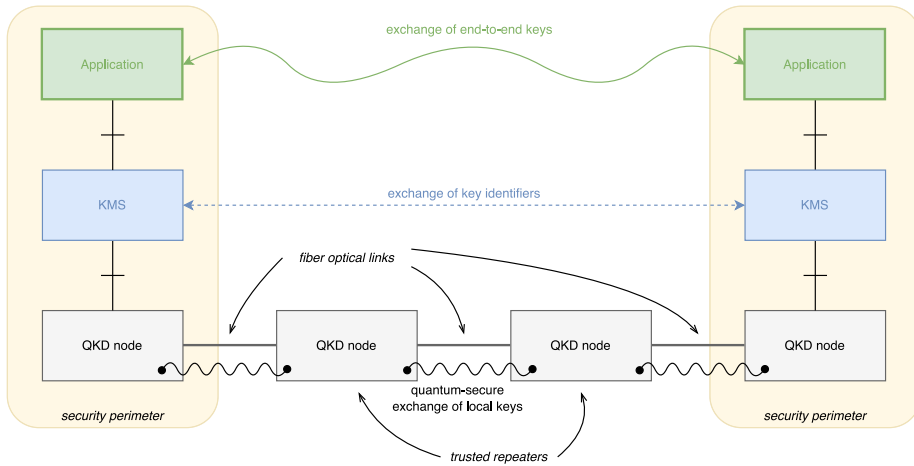 exchange of end-to-end keys
Application
Application
KMS
exchange of key identifiers
KMS
fiber optical links
QKD node
QKD node
QKD node
QKD node
quantum-secure
exchange of local keys
security perimeter
security perimeter
trusted repeaters